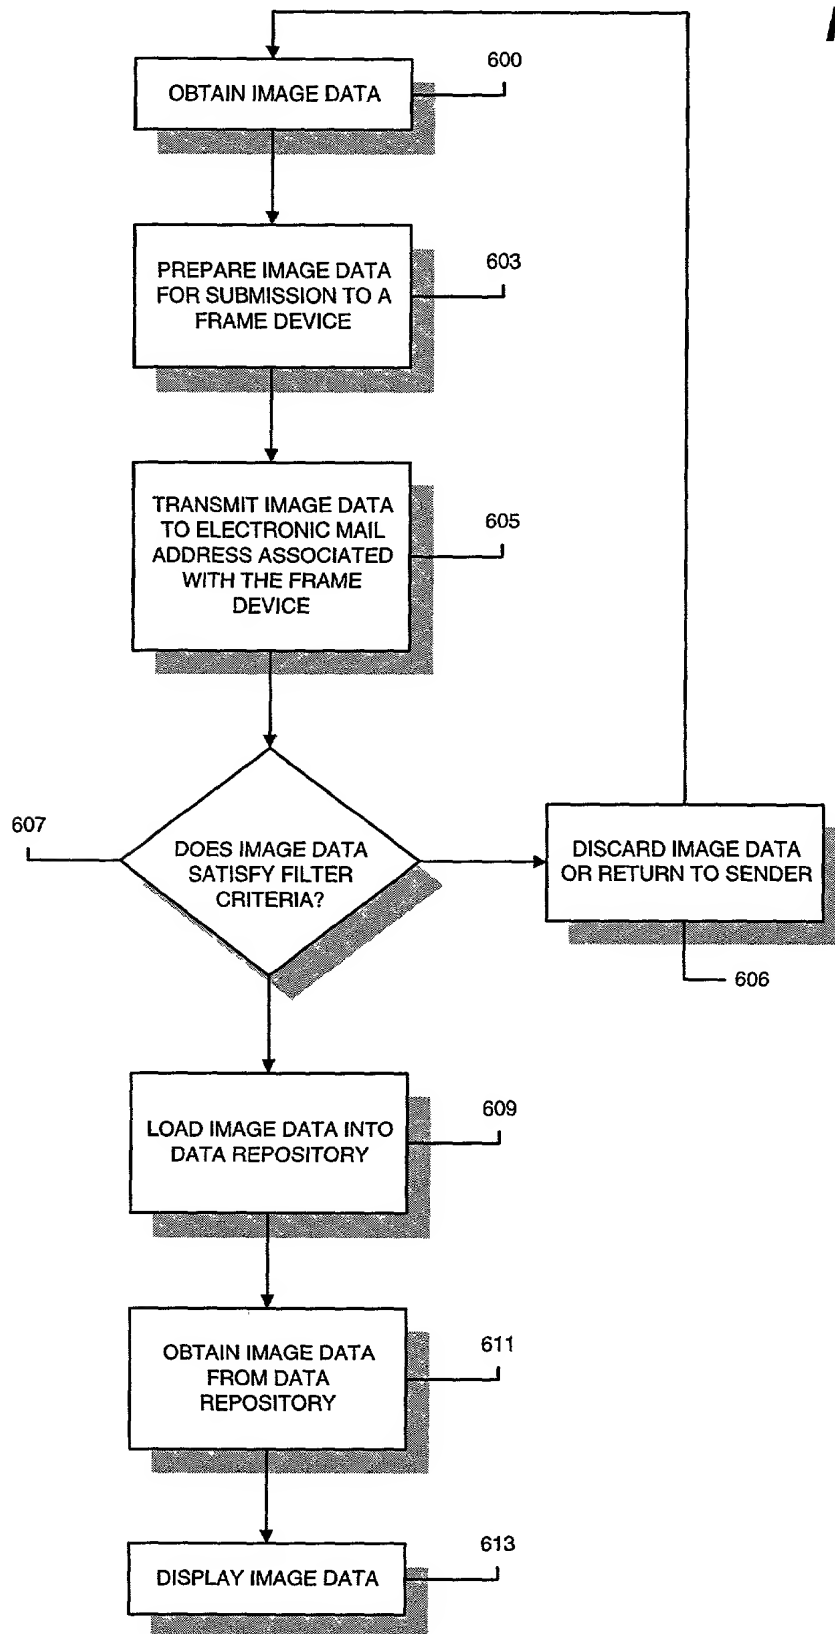 600
OBTAIN IMAGE DATA
603
PREPARE IMAGE DATA
FOR SUBMISSION TO A
FRAME DEVICE
TRANSMIT IMAGE DATA
TO ELECTRONIC MAIL
ADDRESS ASSOCIATED
WITH THE FRAME
DEVICE
605
607
DOES IMAGE DATA
SATISFY FILTER
CRITERIA?
DISCARD IMAGE DATA
OR RETURN TO SENDER
606
LOAD IMAGE DATA INTO
DATA REPOSITORY
609
OBTAIN IMAGE DATA
FROM DATA
REPOSITORY
611
613
DISPLAY IMAGE DATA